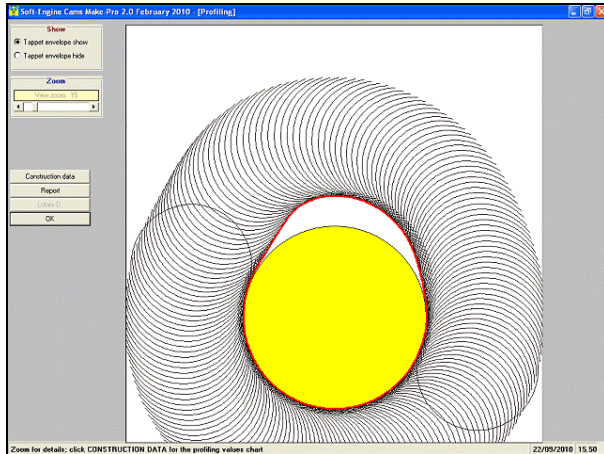 Soft-Engine Cams Make-Pro 2.0 February 2010 - [Profiling]
Show
Tappet envelope show
Tappet envelope hide
Zoom
View zoom: 15
Construction data
Report
Lobes D.
OK
Zoom for details; click CONSTRUCTION DATA for the profiling values chart
22/09/2010
15.50